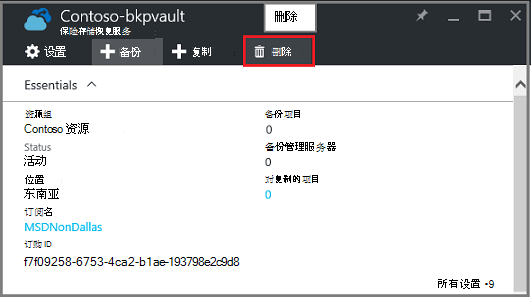 Contoso-bkpvault
保险存储恢复服务
删除
设置
备份
复制
删除
Essentials
资源组
Contoso 资源
Status
活动
位置
东南亚
订阅名
MSDNonDallas
订购 ID
f7f09258-6753-4ca2-b1ae-193798e2c9d8
备份项目
0
备份管理服务器
0
对复制的项目
0
所有设置 •9